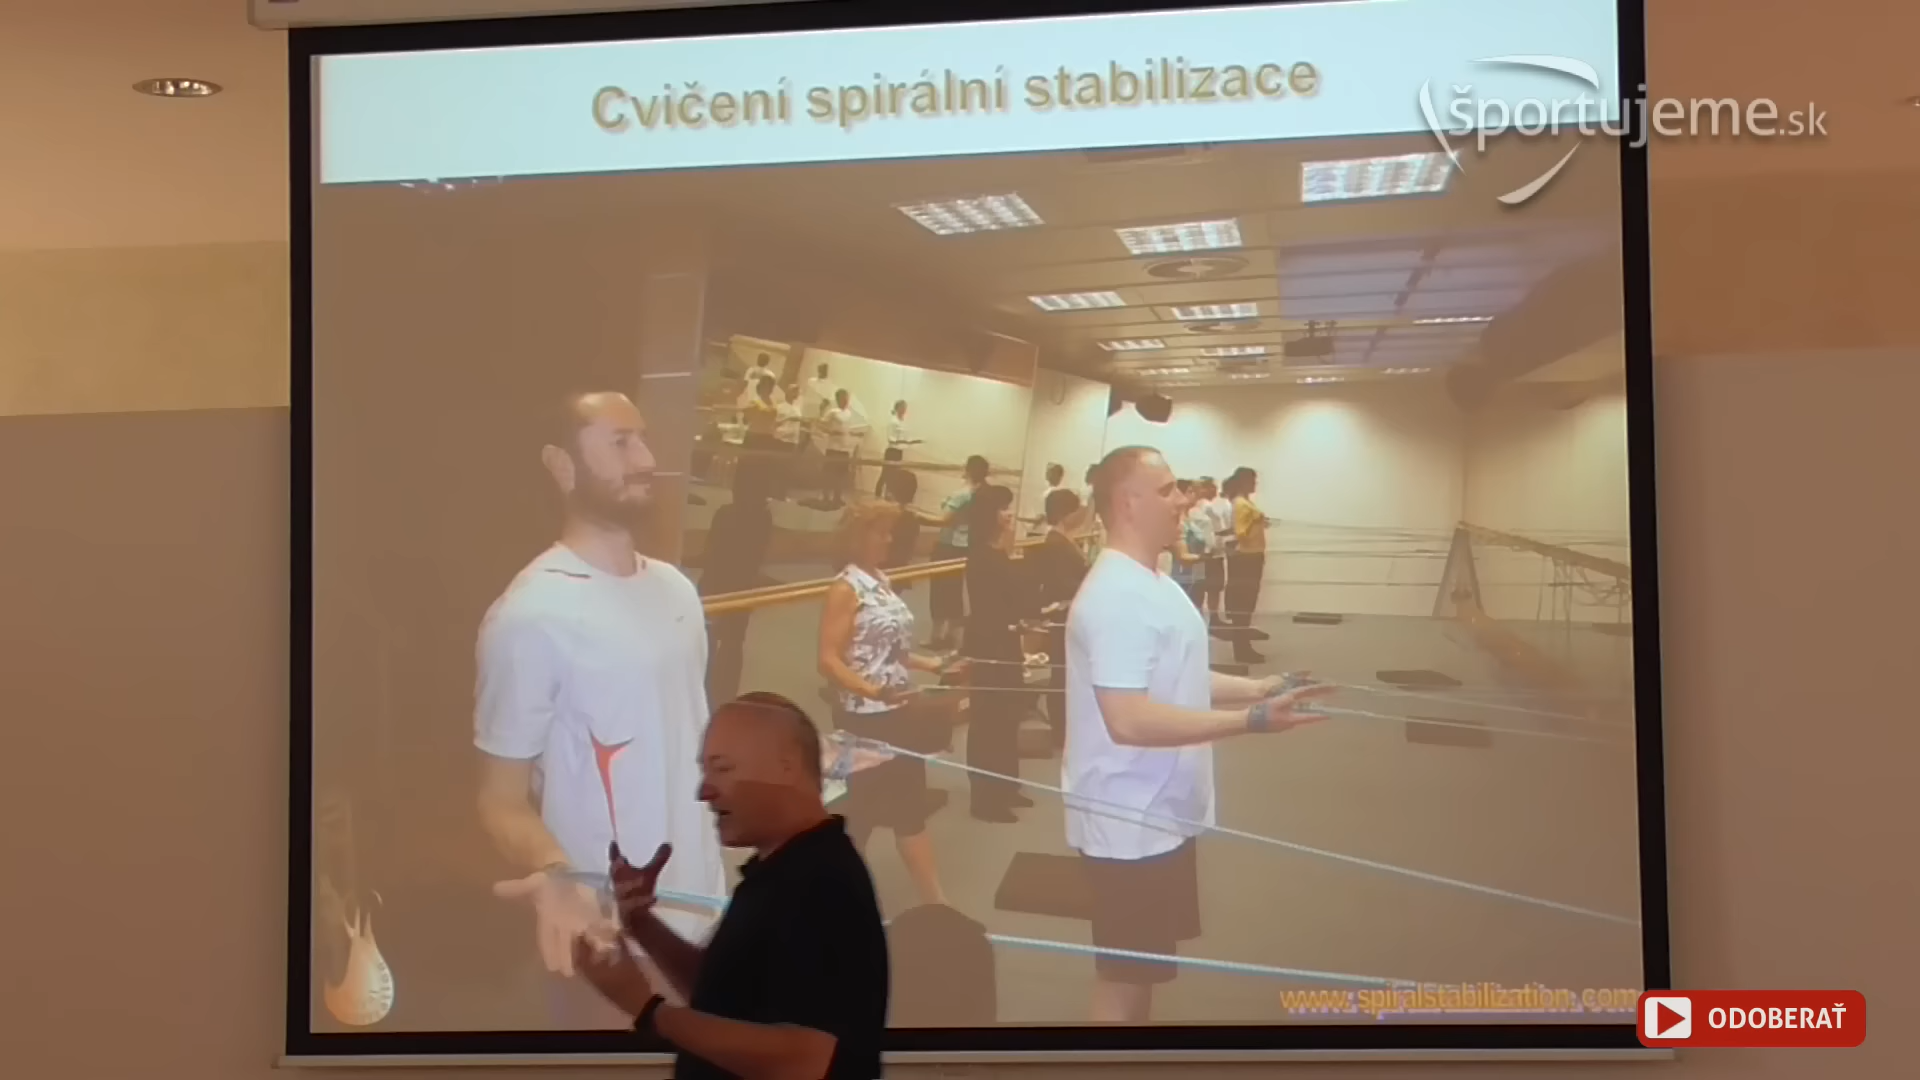 Cvičení spirální stabilizace
športujeme.sk
www.spiralstabilization.com
ODOBERAŤ